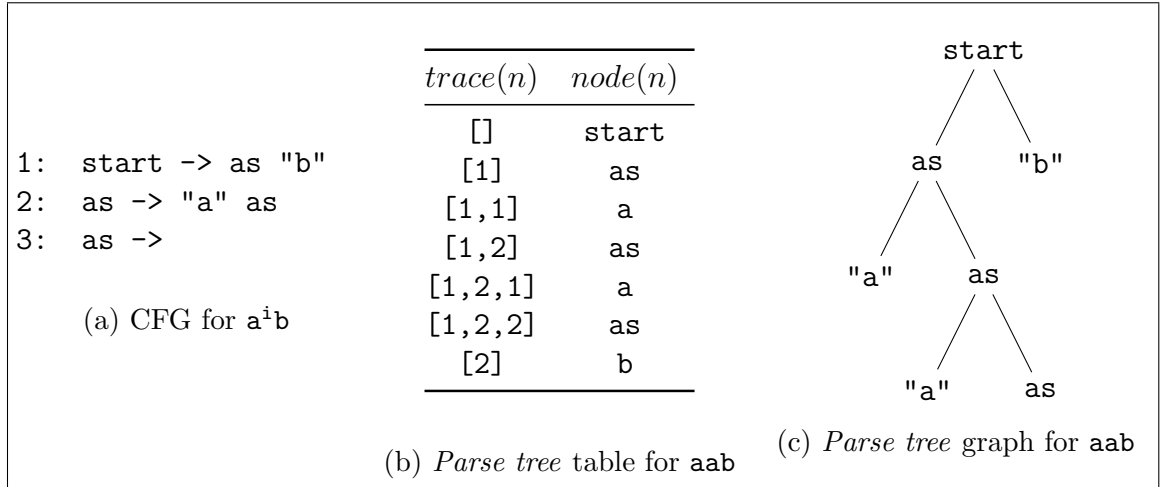 1: start -> as "b"
2: as -> "a" as
3: as ->
(a) CFG for aⁱb
trace(n) node(n)
[] start
[1] as
[1,1] a
[1,2] as
[1,2,1] a
[1,2,2] as
[2] b
(b) Parse tree table for aab
start
as "b"
"a" as
"a" as
(c) Parse tree graph for aab